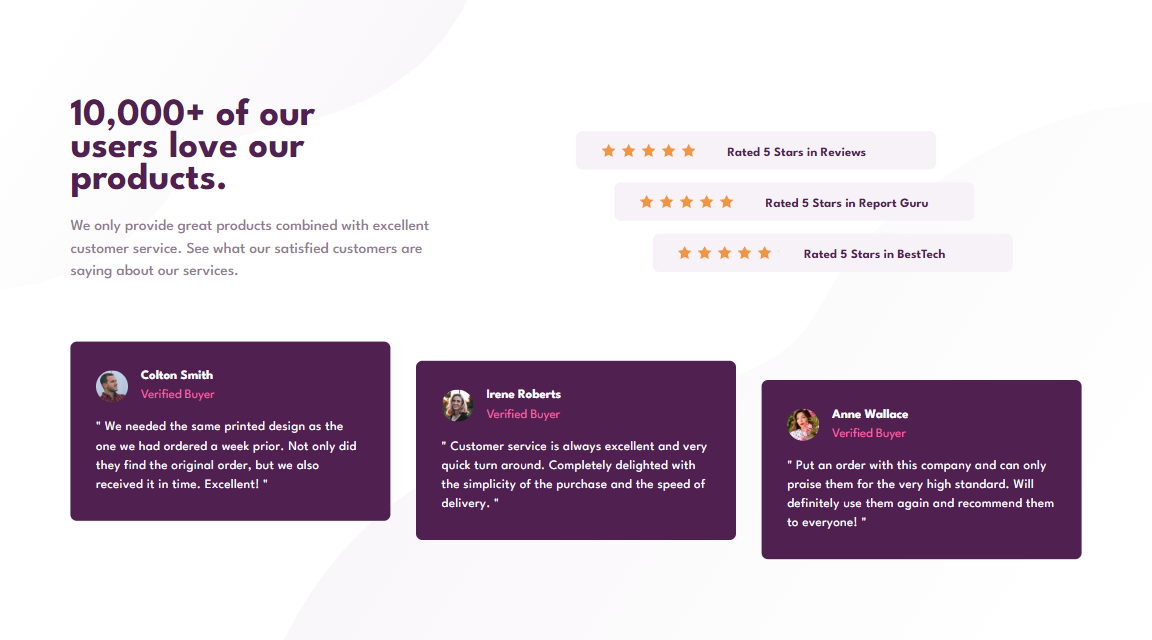 10,000+ of our
users love our
products.
We only provide great products combined with excellent
customer service. See what our satisfied customers are
saying about our services.
Rated 5 Stars in Reviews
Rated 5 Stars in Report Guru
Rated 5 Stars in BestTech
Colton Smith
Verified Buyer
" We needed the same printed design as the
one we had ordered a week prior. Not only did
they find the original order, but we also
received it in time. Excellent! "
Irene Roberts
Verified Buyer
" Customer service is always excellent and very
quick turn around. Completely delighted with
the simplicity of the purchase and the speed of
delivery. "
Anne Wallace
Verified Buyer
" Put an order with this company and can only
praise them for the very high standard. Will
definitely use them again and recommend them
to everyone! "